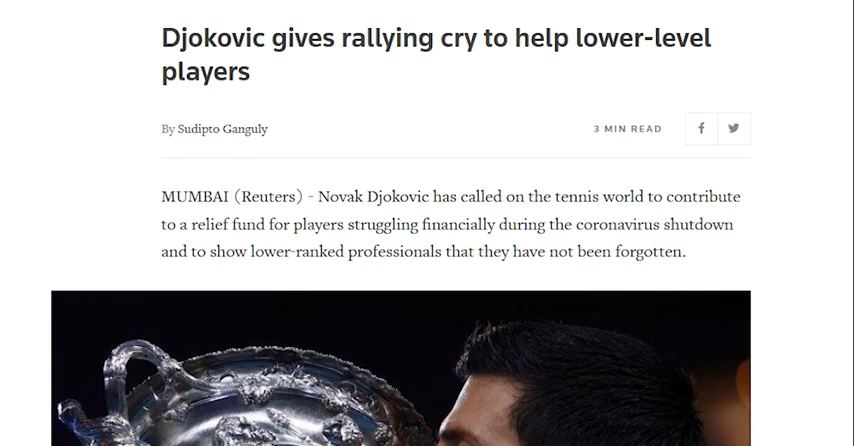 Djokovic gives rallying cry to help lower-level
players
By Sudipto Ganguly
3 MIN READ
MUMBAI (Reuters) - Novak Djokovic has called on the tennis world to contribute
to a relief fund for players struggling financially during the coronavirus shutdown
and to show lower-ranked professionals that they have not been forgotten.